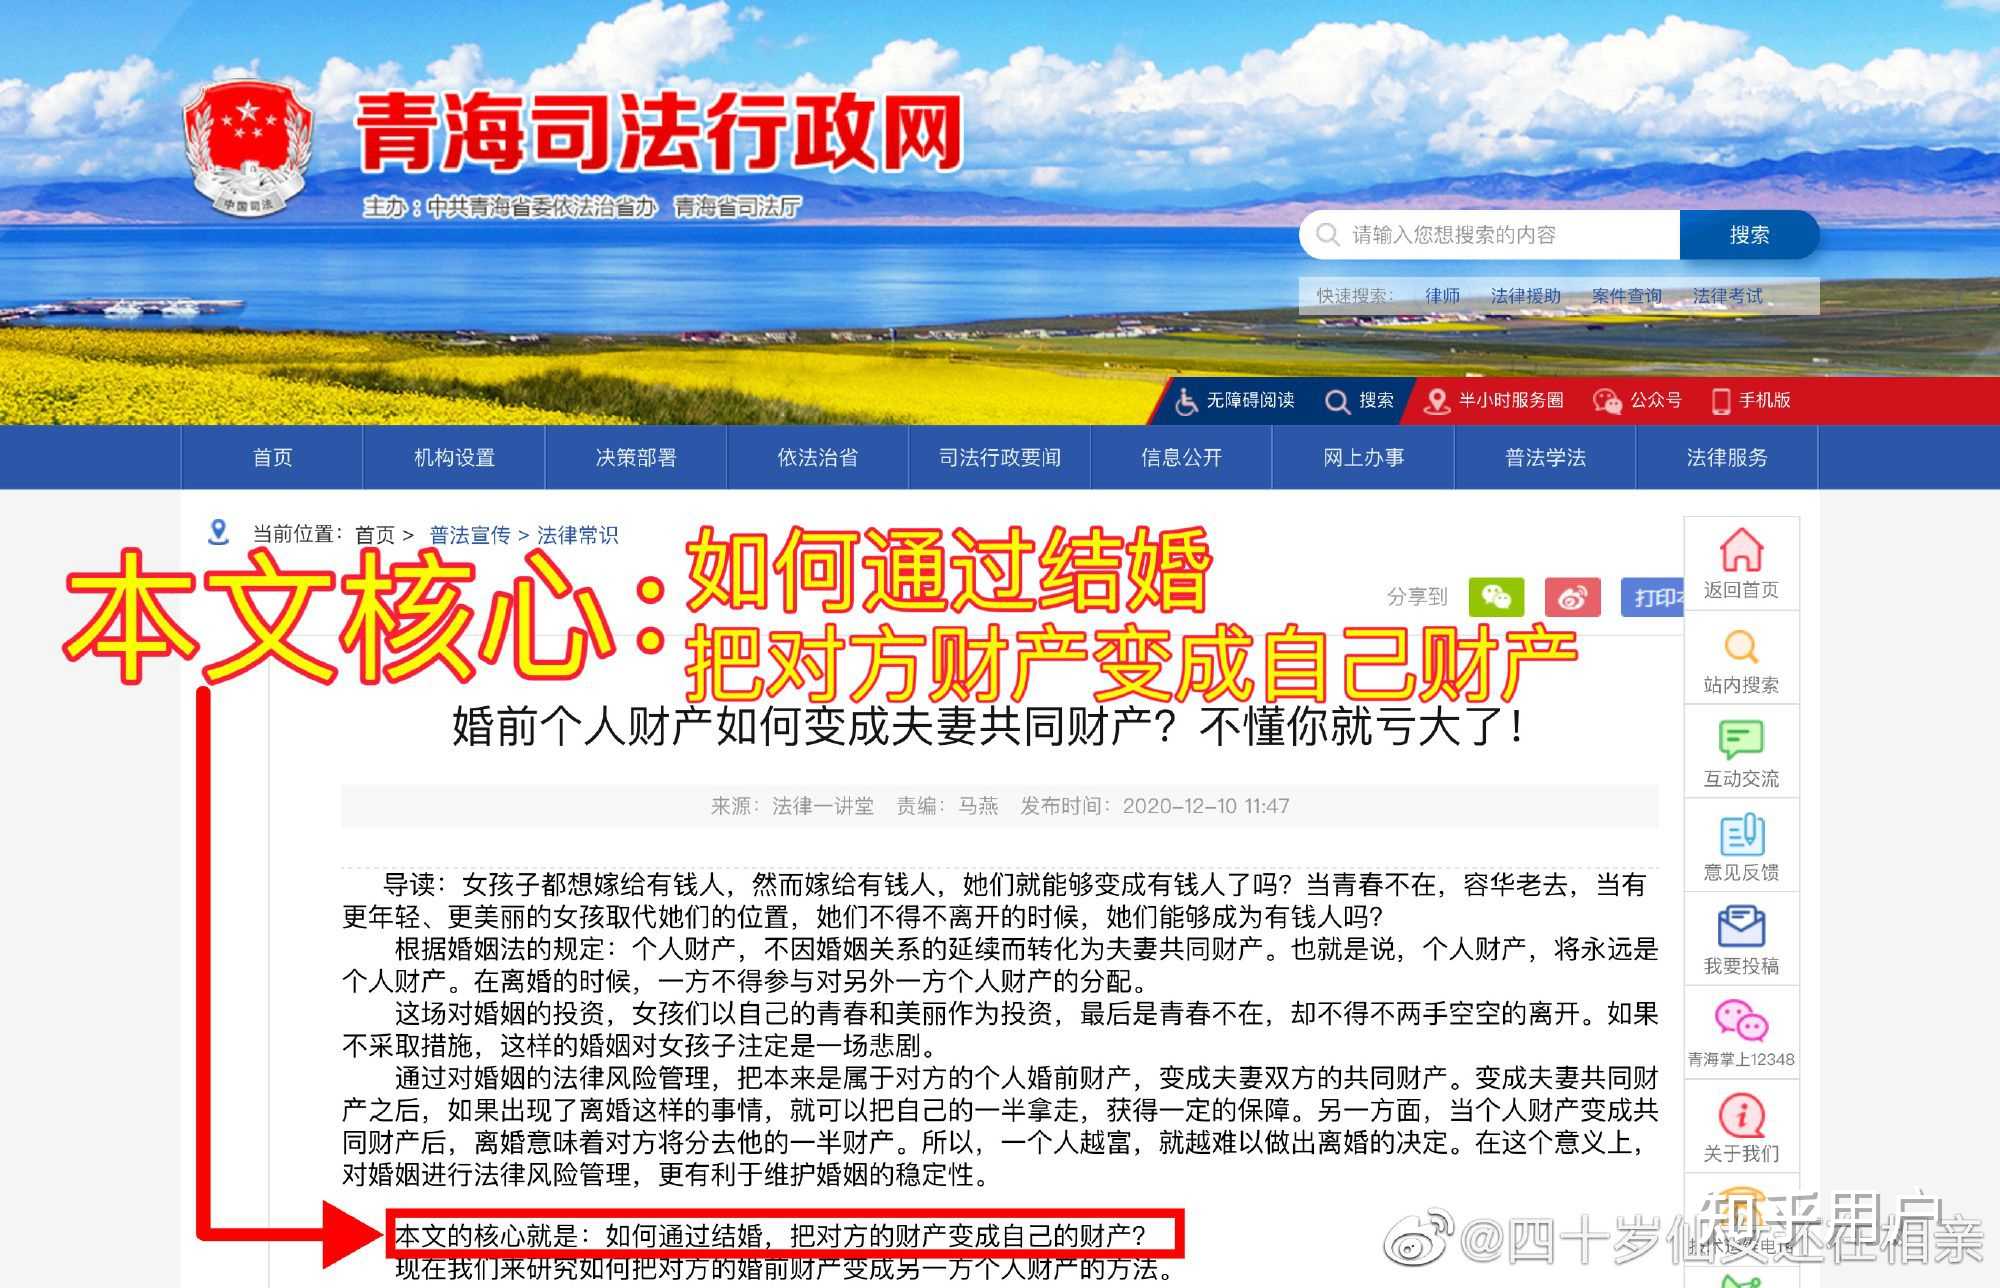 青海司法行政网
中国司法
主办：中共青海省委依法治省办 青海省司法厅
请输入您想搜索的内容 搜索
快速搜索： 律师 法律援助 案件查询 法律考试
无障碍阅读 搜索 半小时服务圈 公众号 手机版
首页 机构设置 决策部署 依法治省 司法行政要闻 信息公开 网上办事 普法学法 法律服务
当前位置：首页 > 普法宣传 > 法律常识
本文核心：如何通过结婚
把对方财产变成自己财产
分享到 打印本
婚前个人财产如何变成夫妻共同财产？不懂你就亏大了！
来源：法律一讲堂 责编：马燕 发布时间：2020-12-10 11:47
导读：女孩子都想嫁给有钱人，然而嫁给有钱人，她们就能够变成有钱人了吗？当青春不在，容华老去，当有
更年轻、更美丽的女孩取代她们的位置，她们不得不离开的时候，她们能够成为有钱人吗？
根据婚姻法的规定：个人财产，不因婚姻关系的延续而转化为夫妻共同财产。也就是说，个人财产，将永远是
个人财产。在离婚的时候，一方不得参与对另外一方个人财产的分配。
这场对婚姻的投资，女孩们以自己的青春和美丽作为投资，最后是青春不在，却不得不两手空空的离开。如果
不采取措施，这样的婚姻对女孩子注定是一场悲剧。
通过对婚姻的法律风险管理，把本来是属于对方的个人婚前财产，变成夫妻双方的共同财产。变成夫妻共同财
产之后，如果出现了离婚这样的事情，就可以把自己的一半拿走，获得一定的保障。另一方面，当个人财产变成共
同财产后，离婚意味着对方将分去他的一半财产。所以，一个人越富，就越难以做出离婚的决定。在这个意义上，
对婚姻进行法律风险管理，更有利于维护婚姻的稳定性。
本文的核心就是：如何通过结婚，把对方的财产变成自己的财产？
现在我们来研究如何把对方的婚前财产变成另一方个人财产的方法。
返回首页
站内搜索
互动交流
意见反馈
我要投稿
青海掌上12348
关于我们
知乎用户
@四十岁仙女还在相亲